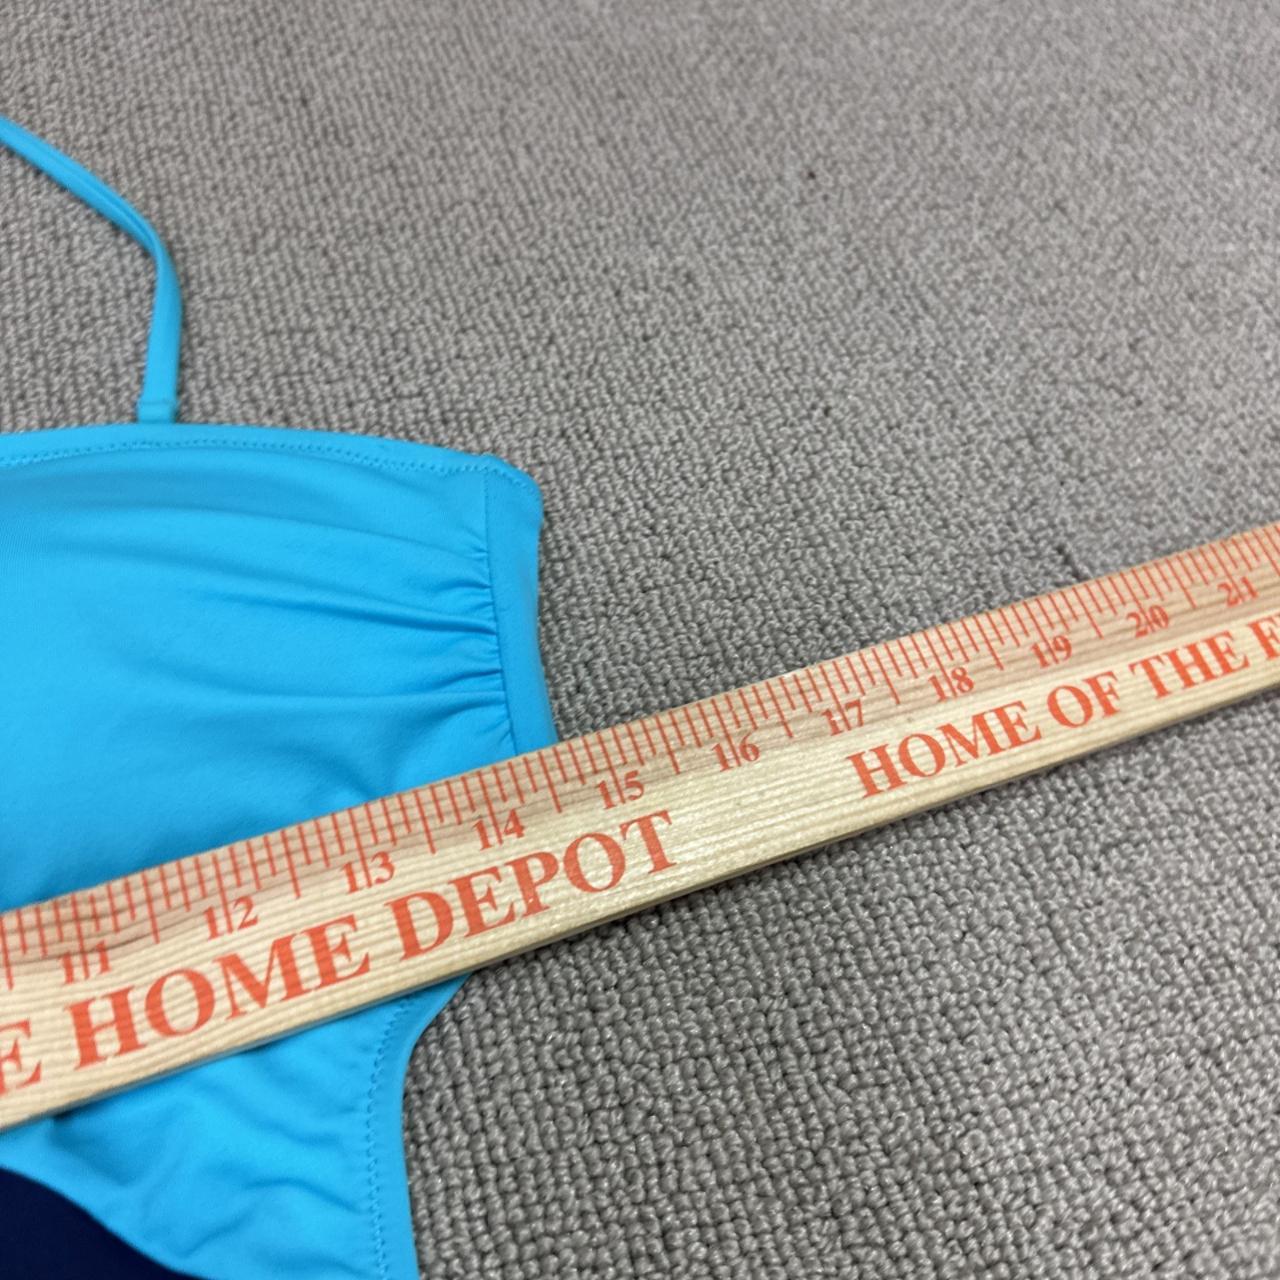 11 12 13 14 15 16 17 18 19 20 21
E HOME DEPOT HOME OF THE